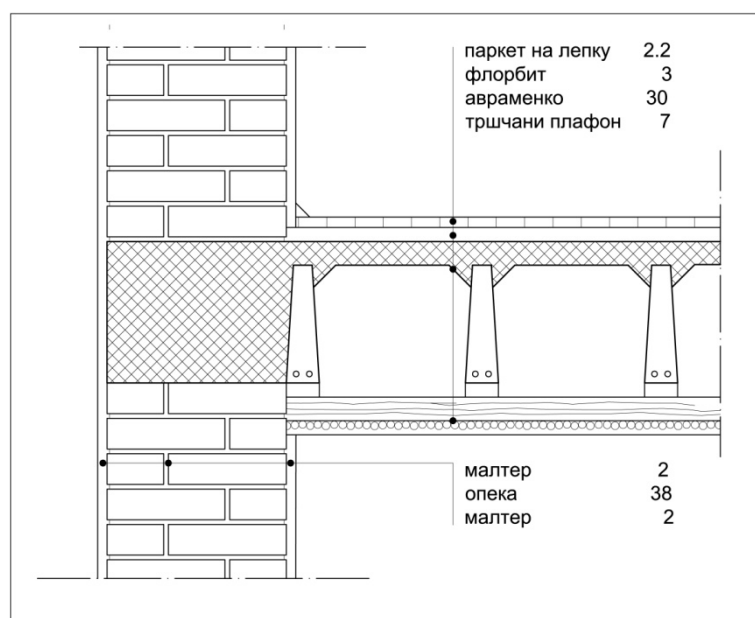 паркет на лепку 2.2
флорбит 3
авраменко 30
тршчани плафон 7
малтер 2
опека 38
малтер 2